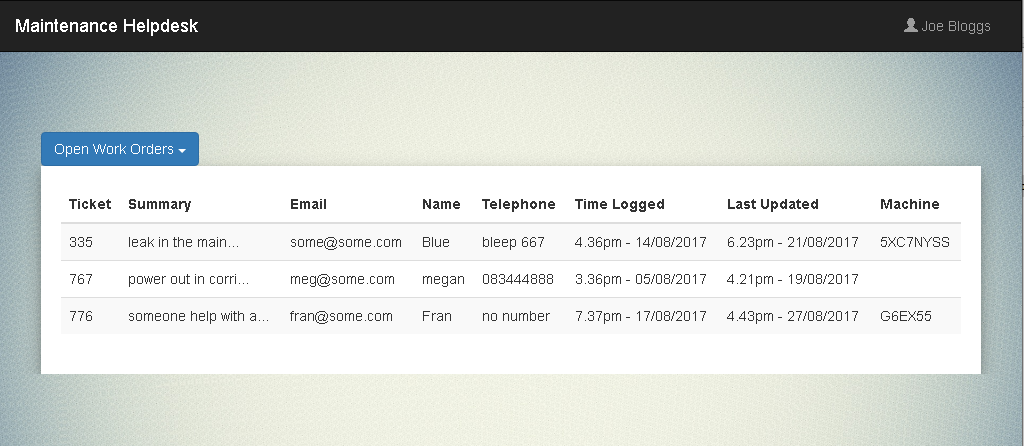 Maintenance Helpdesk Joe Bloggs
Open Work Orders
Ticket Summary Email Name Telephone Time Logged Last Updated Machine
335 leak in the main... some@some.com Blue bleep 667 4.36pm - 14/08/2017 6.23pm - 21/08/2017 5XC7NYSS
767 power out in corri... meg@some.com megan 083444888 3.36pm - 05/08/2017 4.21pm - 19/08/2017
776 someone help with a... fran@some.com Fran no number 7.37pm - 17/08/2017 4.43pm - 27/08/2017 G6EX55